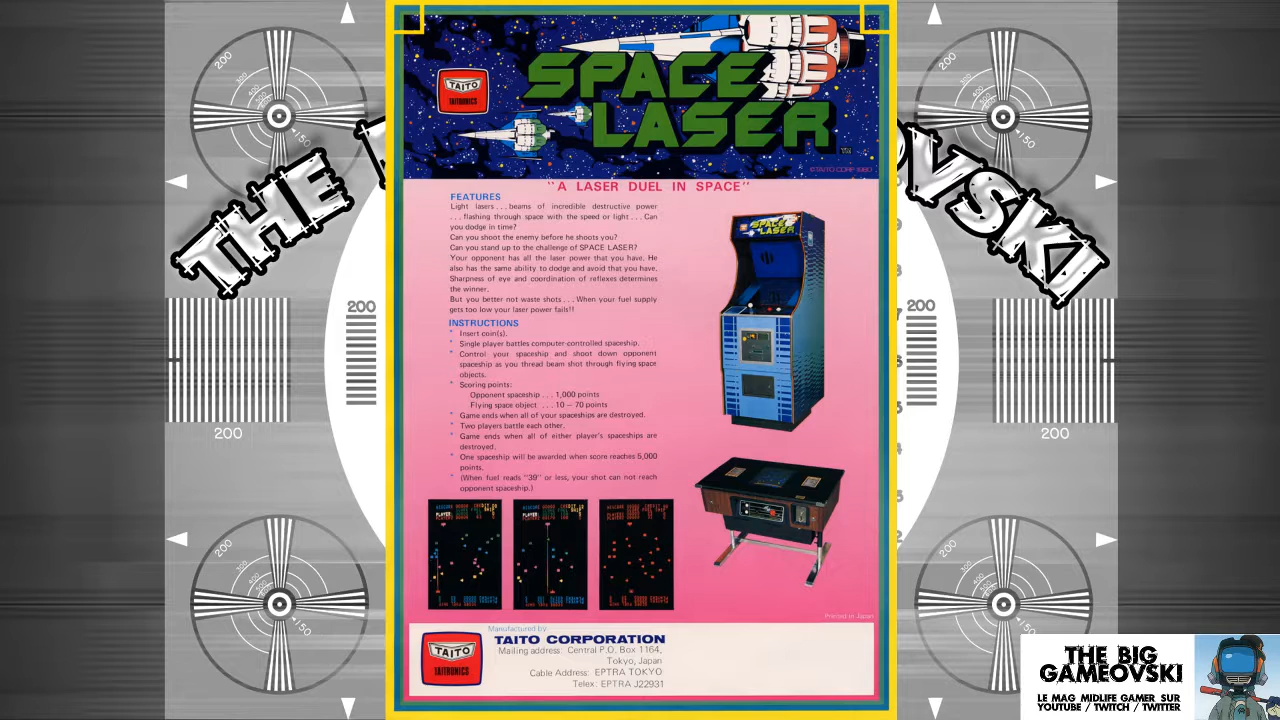 THE
OVSKI
200
200
200
200
SPACE
LASER
TM
TAITO
TAITRONICS
©TAITO CORP. 1980
"A LASER DUEL IN SPACE"
FEATURES
Light lasers . . . beams of incredible destructive power
. . . flashing through space with the speed or light . . . Can
you dodge in time?
Can you shoot the enemy before he shoots you?
Can you stand up to the challenge of SPACE LASER?
Your opponent has all the laser power that you have. He
also has the same ability to dodge and avoid that you have.
Sharpness of eye and coordination of reflexes determines
the winner.
But you better not waste shots . . . When your fuel supply
gets too low your laser power fails!!
INSTRUCTIONS
* Insert coin(s).
* Single player battles computer-controlled spaceship.
* Control your spaceship and shoot down opponent
spaceship as you thread beam shot through flying space
objects.
* Scoring points:
Opponent spaceship . . . 1,000 points
Flying space object . . . 10 – 70 points
* Game ends when all of your spaceships are destroyed.
* Two players battle each other.
* Game ends when all of either player's spaceships are
destroyed.
* One spaceship will be awarded when score reaches 5,000
points.
* (When fuel reads "39" or less, your shot can not reach
opponent spaceship.)
SPACE
LASER
Printed in Japan
TAITO
TAITRONICS
Manufactured by
TAITO CORPORATION
Mailing address: Central P.O. Box 1164,
Tokyo, Japan
Cable Address: EPTRA TOKYO
Telex: EPTRA J22931
200
200
200
200
THE BIG
GAMEOVSKI
LE MAG MIDLIFE GAMER SUR
YOUTUBE / TWITCH / TWITTER